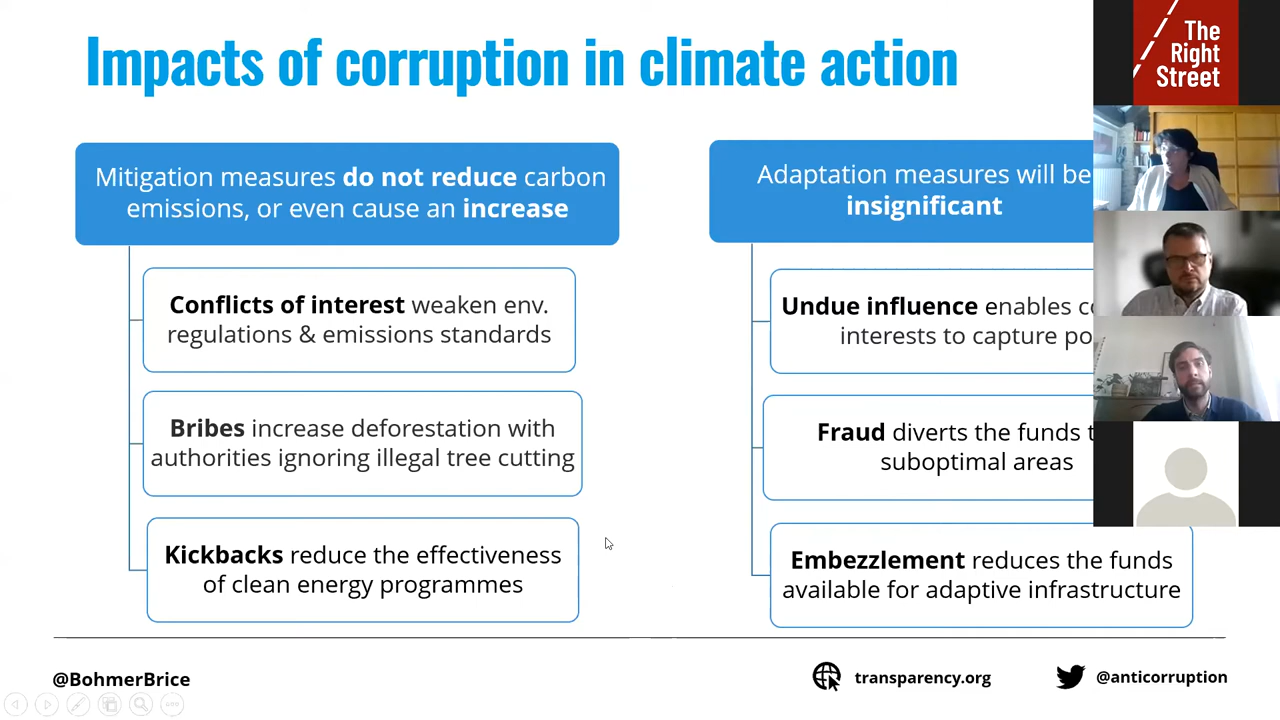 Impacts of corruption in climate action
The
Right
Street
Mitigation measures do not reduce carbon
emissions, or even cause an increase
Conflicts of interest weaken env.
regulations & emissions standards
Bribes increase deforestation with
authorities ignoring illegal tree cutting
Kickbacks reduce the effectiveness
of clean energy programmes
Adaptation measures will be
insignificant
Undue influence enables
interests to capture
Fraud diverts the funds
suboptimal areas
Embezzlement reduces the funds
available for adaptive infrastructure
@BohmerBrice
transparency.org
@anticorruption